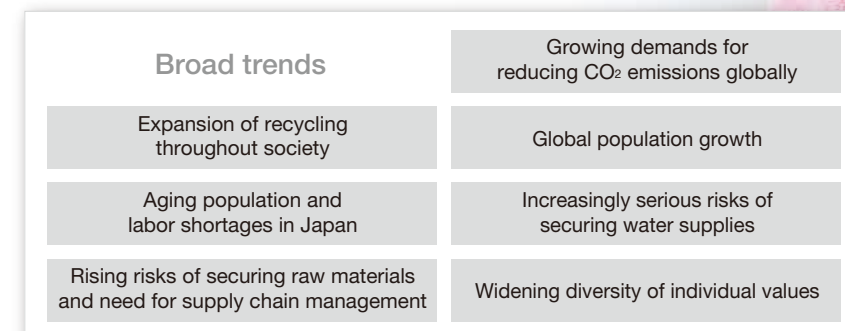 Broad trends
Growing demands for
reducing CO2 emissions globally
Expansion of recycling
throughout society
Global population growth
Aging population and
labor shortages in Japan
Increasingly serious risks of
securing water supplies
Rising risks of securing raw materials
and need for supply chain management
Widening diversity of individual values